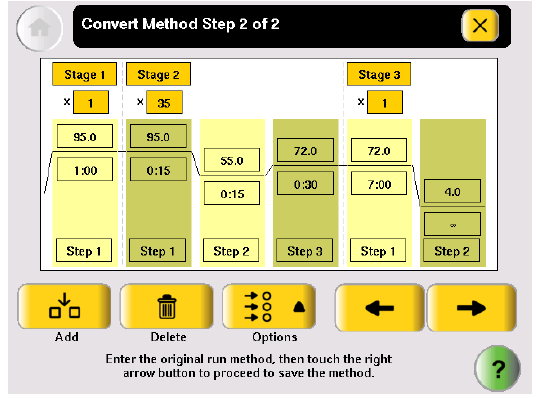 Convert Method Step 2 of 2
Stage 1 Stage 2 Stage 3
x 1 x 35 x 1
95.0 95.0 55.0 72.0 72.0 4.0
1:00 0:15 0:15 0:30 7:00 ∞
Step 1 Step 1 Step 2 Step 3 Step 1 Step 2
Add Delete Options
Enter the original run method, then touch the right
arrow button to proceed to save the method.
?